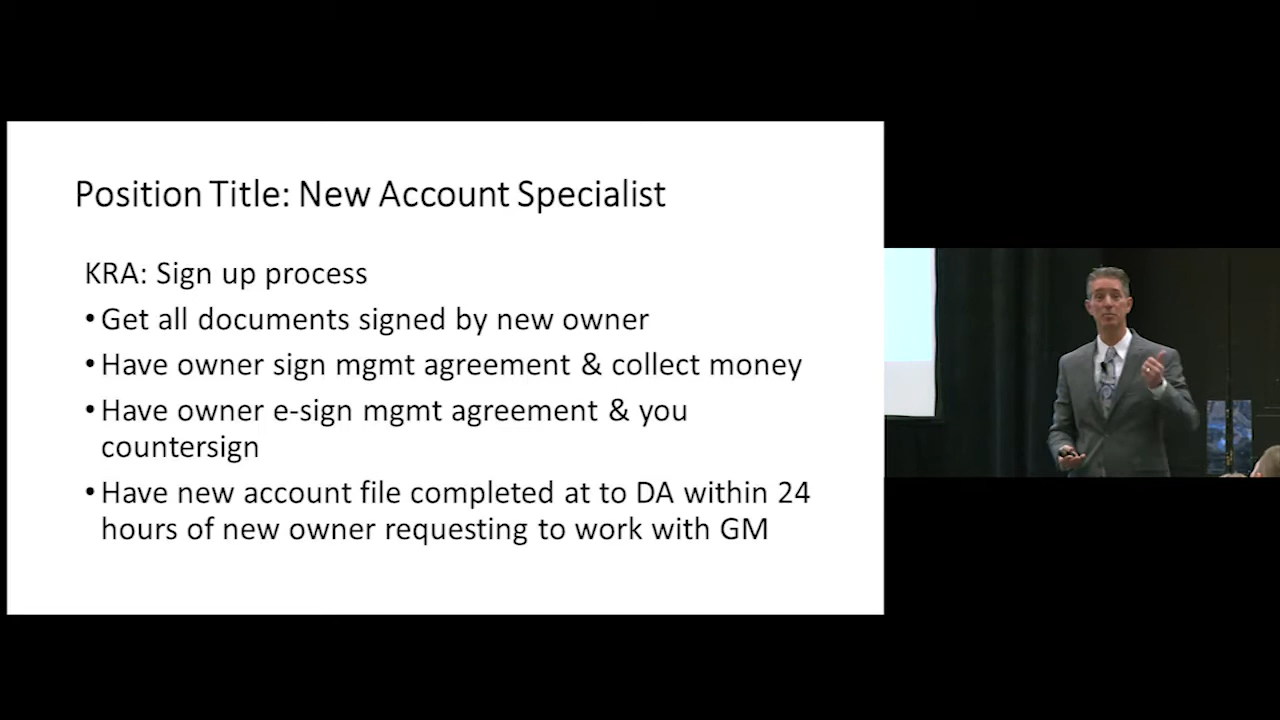 Position Title: New Account Specialist
KRA: Sign up process
• Get all documents signed by new owner
• Have owner sign mgmt agreement & collect money
• Have owner e-sign mgmt agreement & you
countersign
• Have new account file completed at to DA within 24
hours of new owner requesting to work with GM